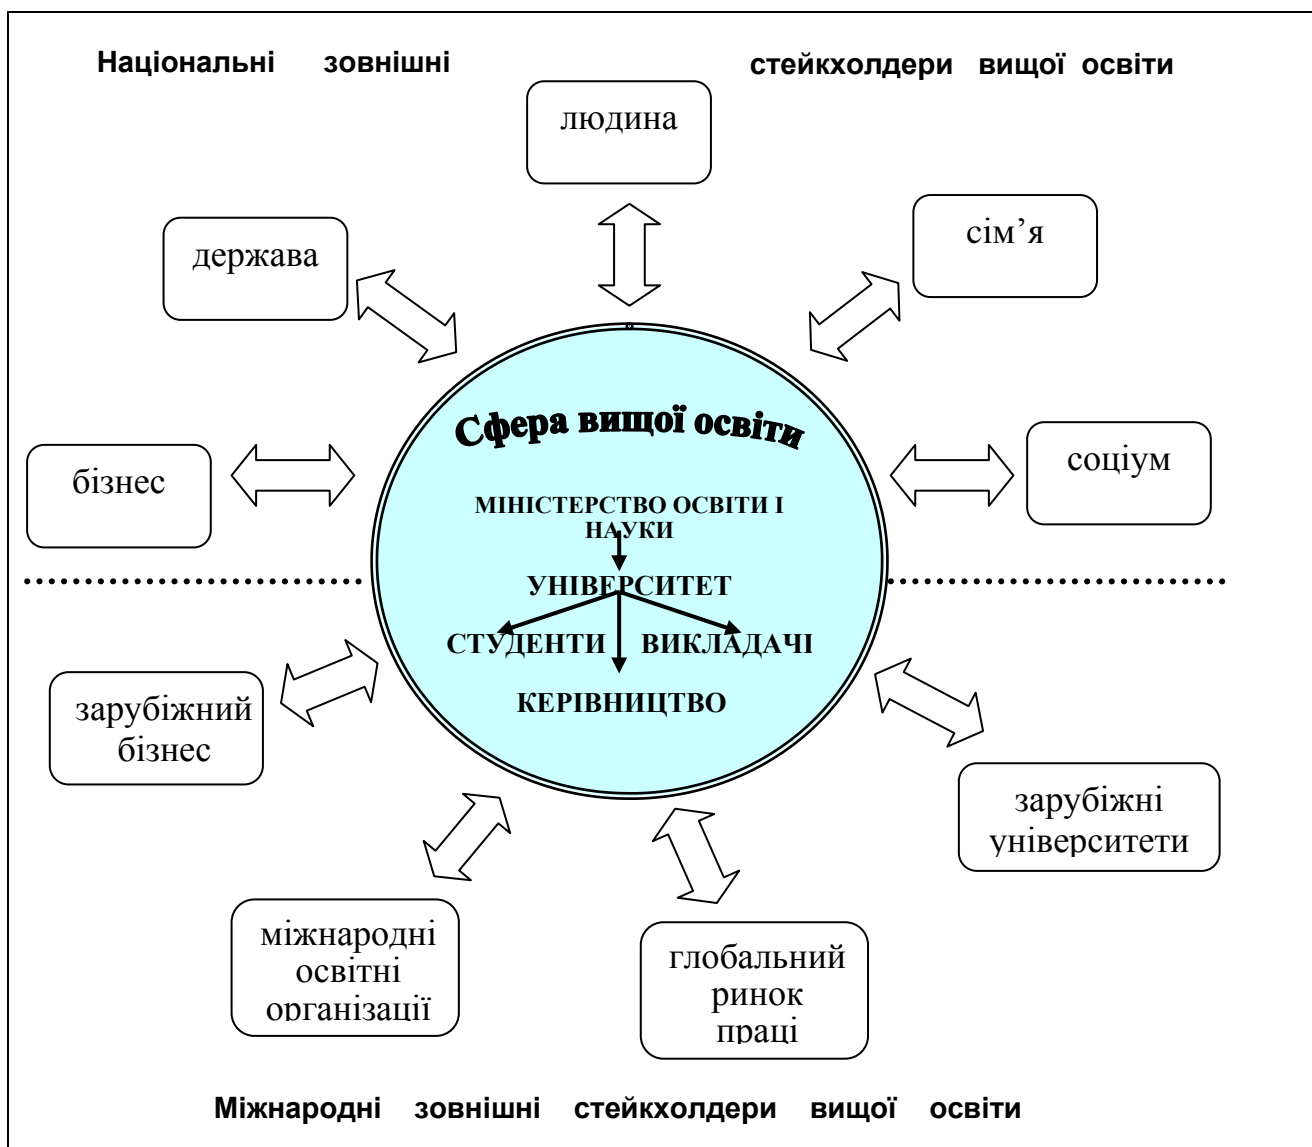 Національні зовнішні стейкхолдери вищої освіти
людина
держава
сім’я
бізнес
соціум
Сфера вищої освіти
МІНІСТЕРСТВО ОСВІТИ І
НАУКИ
УНІВЕРСИТЕТ
СТУДЕНТИ ВИКЛАДАЧІ
КЕРІВНИЦТВО
зарубіжний
бізнес
зарубіжні
університети
міжнародні
освітні
організації
глобальний
ринок
праці
Міжнародні зовнішні стейкхолдери вищої освіти